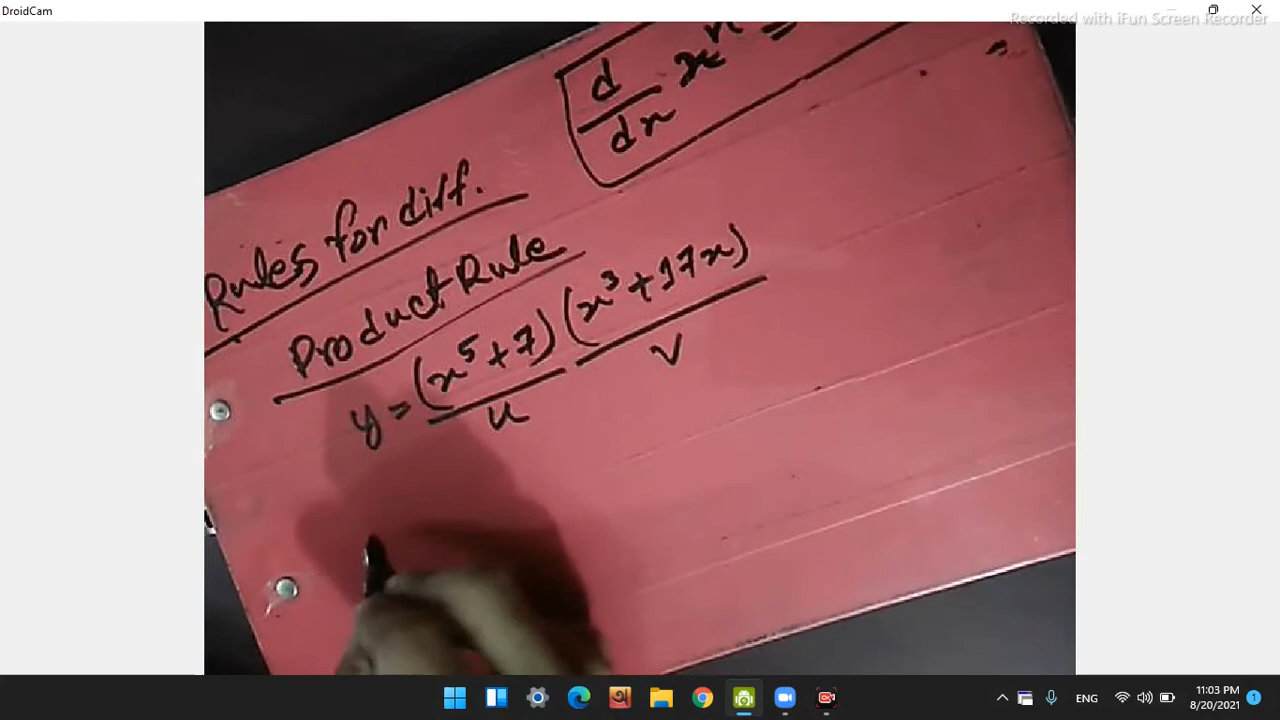 DroidCam
Recorded with iFun Screen Recorder
d/dx x^n =
=
Rules for diff.
Product Rule
y = (x^5 + 7) (x^3 + 17x)
u v
ENG
11:03 PM
8/20/2021
1